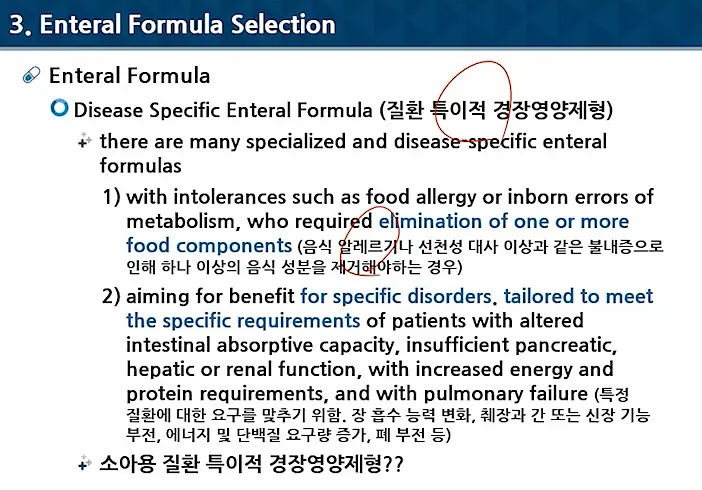 3. Enteral Formula Selection
Enteral Formula
Disease Specific Enteral Formula (질환 특이적 경장영양제형)
there are many specialized and disease-specific enteral
formulas
1) with intolerances such as food allergy or inborn errors of
metabolism, who required elimination of one or more
food components (음식 알레르기나 선천성 대사 이상과 같은 불내증으로
인해 하나 이상의 음식 성분을 제거해야하는 경우)
2) aiming for benefit for specific disorders. tailored to meet
the specific requirements of patients with altered
intestinal absorptive capacity, insufficient pancreatic,
hepatic or renal function, with increased energy and
protein requirements, and with pulmonary failure (특정
질환에 대한 요구를 맞추기 위함. 장 흡수 능력 변화, 췌장과 간 또는 신장 기능
부전, 에너지 및 단백질 요구량 증가, 폐 부전 등)
소아용 질환 특이적 경장영양제형??